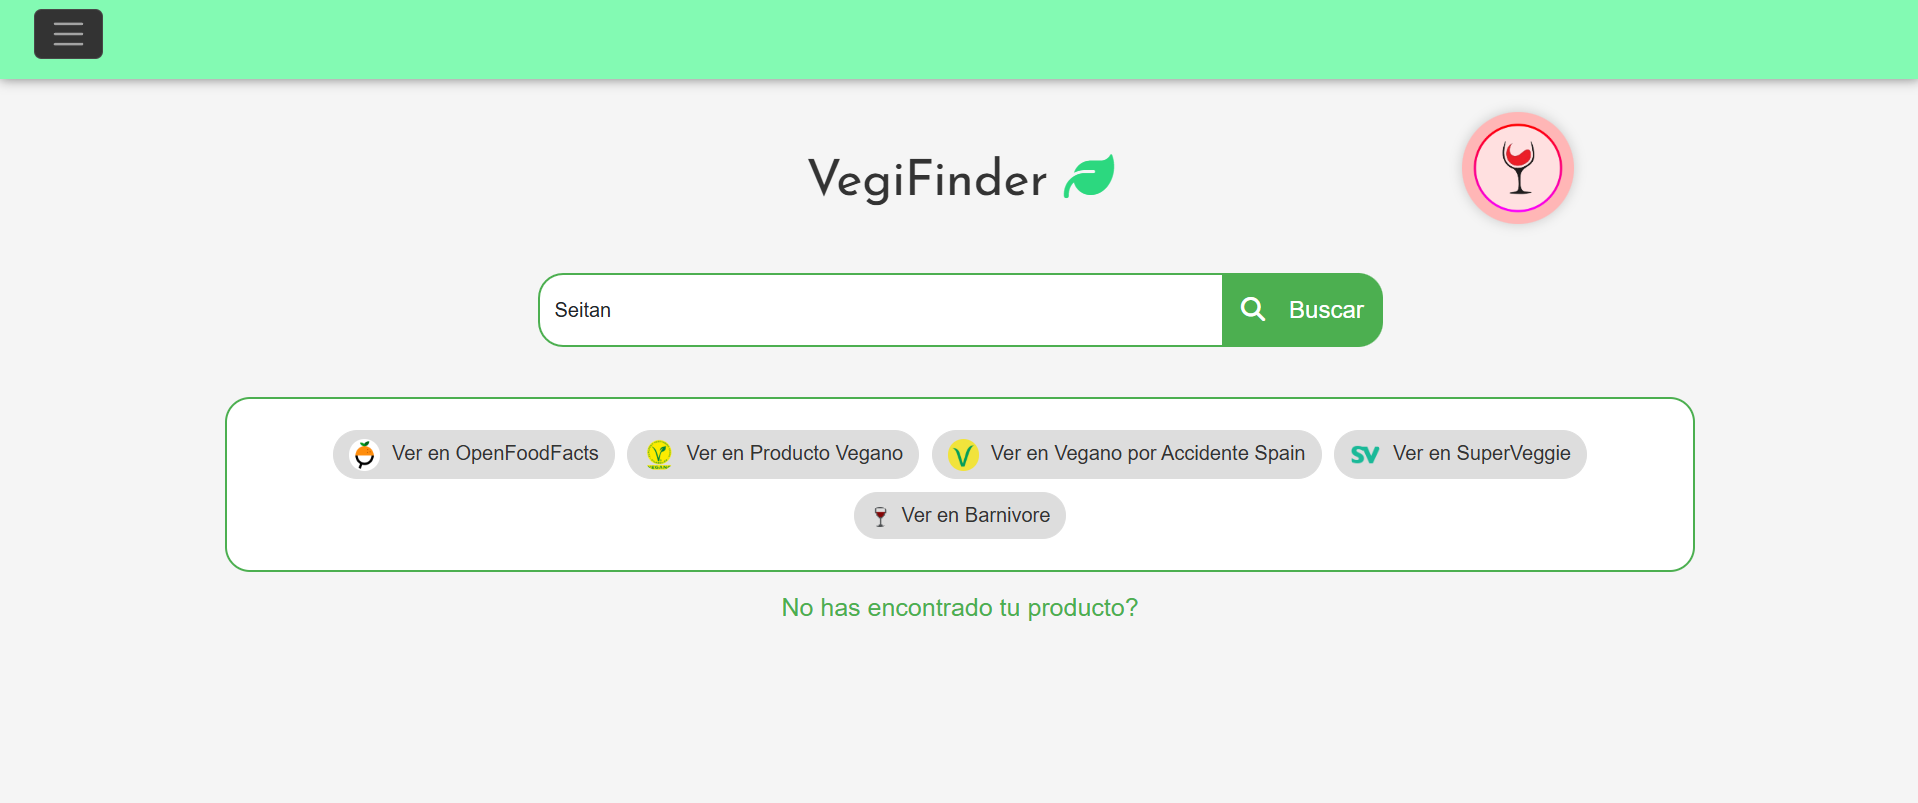 VegiFinder
Seitan
Buscar
Ver en OpenFoodFacts
Ver en Producto Vegano
Ver en Vegano por Accidente Spain
SV Ver en SuperVeggie
Ver en Barnivore
No has encontrado tu producto?